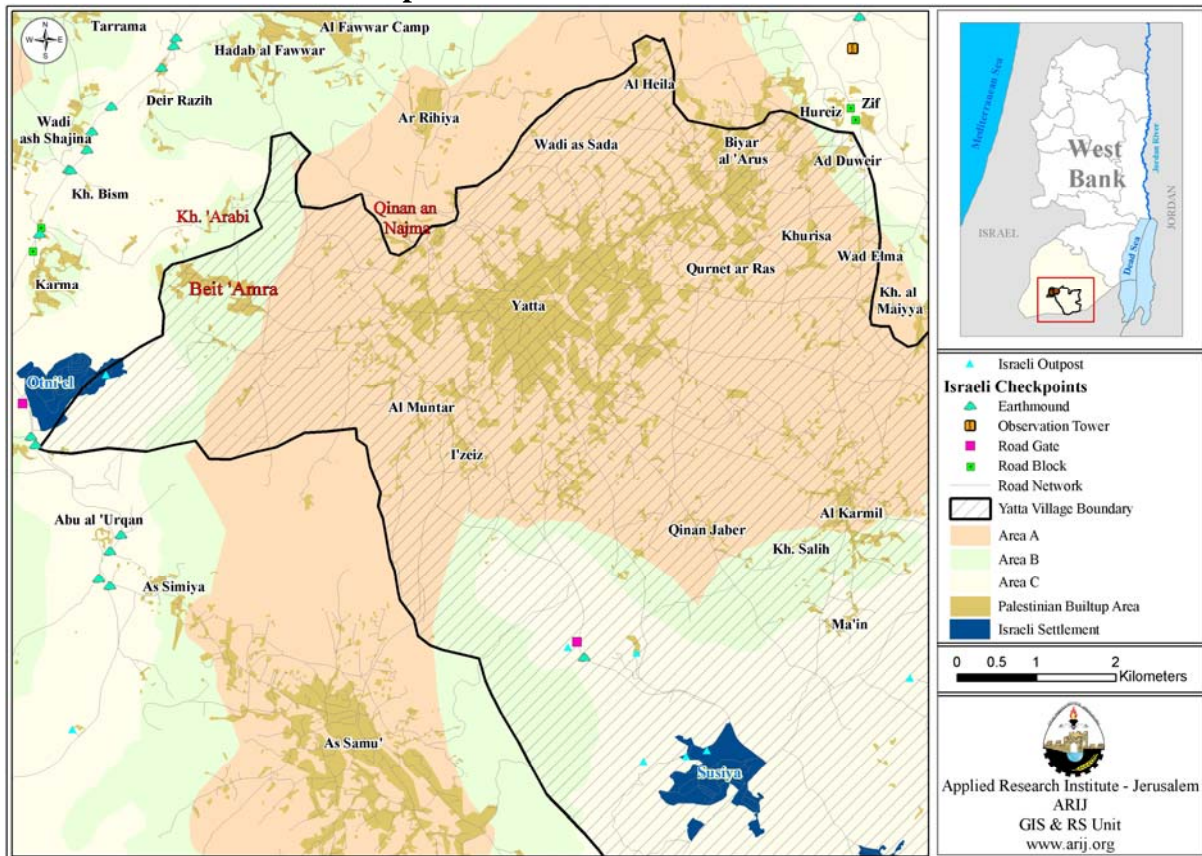 Tarrama
Al Fawwar Camp
Hadab al Fawwar
Al Heila
Deir Razih
Ar Rihiya
Hureiz
Zif
Wadi
ash Shajina
Wadi as Sada
Biyar
al 'Arus
Ad Duweir
Kh. Bism
Kh. 'Arabi
Qinan an
Najma
Khurisa
Wad Elma
Karma
Beit 'Amra
Qurnet ar Ras
Yatta
Kh. al
Maiyya
Otni'el
Al Muntar
I'zeiz
Abu al 'Urqan
Al Karmil
Qinan Jaber
Kh. Salih
As Simiya
Ma'in
As Samu'
Susiya
N
W
E
S
Mediterranean Sea
West
Bank
Jordan River
JORDAN
ISRAEL
Dead Sea
Israeli Outpost
Israeli Checkpoints
Earthmound
Observation Tower
Road Gate
Road Block
Road Network
Yatta Village Boundary
Area A
Area B
Area C
Palestinian Builtup Area
Israeli Settlement
0 0.5 1 2
Kilometers
Applied Research Institute - Jerusalem
ARIJ
GIS & RS Unit
www.arij.org